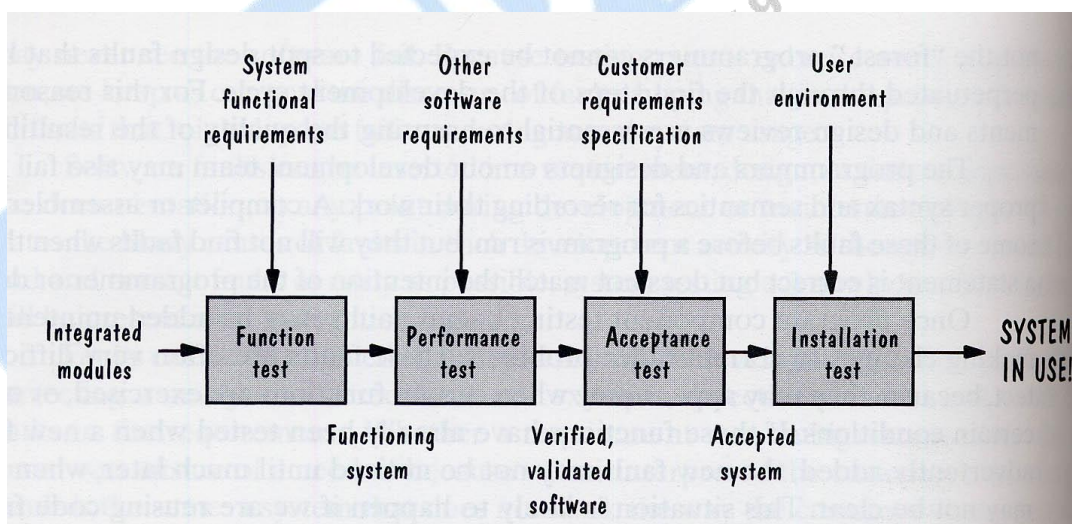 System
functional
requirements
Other
software
requirements
Customer
requirements
specification
User
environment
Integrated
modules
Function
test
Performance
test
Acceptance
test
Installation
test
SYSTEM
IN USE!
Functioning
system
Verified,
validated
software
Accepted
system